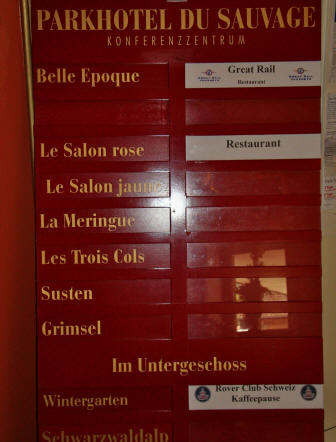 PARKHOTEL DU SAUVAGE
KONFERENZZENTRUM
Belle Epoque
Great Rail
Restaurant
Le Salon rose
Restaurant
Le Salon jaune
La Meringue
Les Trois Cols
Susten
Grimsel
Im Untergeschoss
Wintergarten
Rover Club Schweiz
Kaffeepause
Schwarzwaldalp